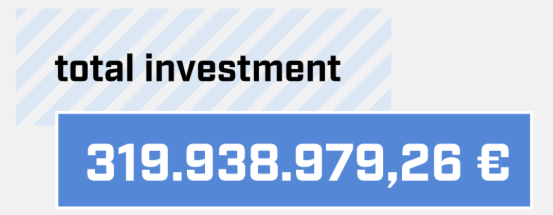 total investment
319.938.979,26 €